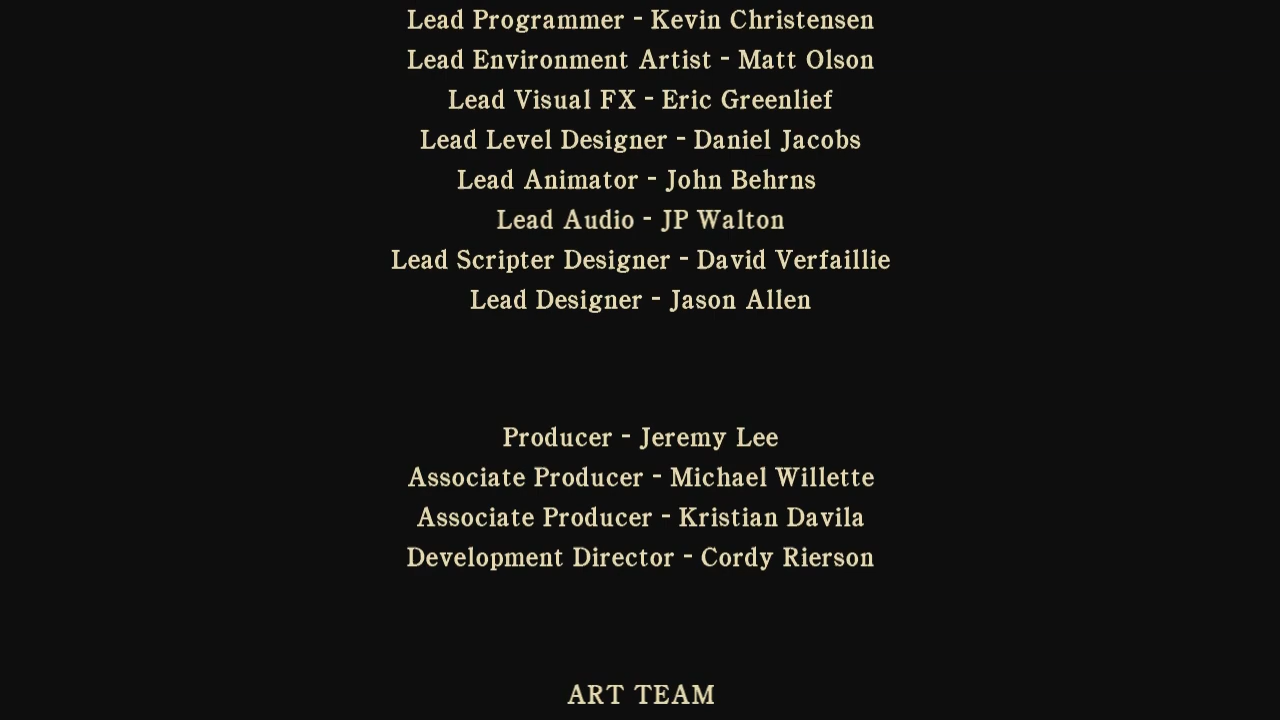 Lead Programmer - Kevin Christensen
Lead Environment Artist - Matt Olson
Lead Visual FX - Eric Greenlief
Lead Level Designer - Daniel Jacobs
Lead Animator - John Behrns
Lead Audio - JP Walton
Lead Scripter Designer - David Verfaillie
Lead Designer - Jason Allen
Producer - Jeremy Lee
Associate Producer - Michael Willette
Associate Producer - Kristian Davila
Development Director - Cordy Rierson
ART TEAM